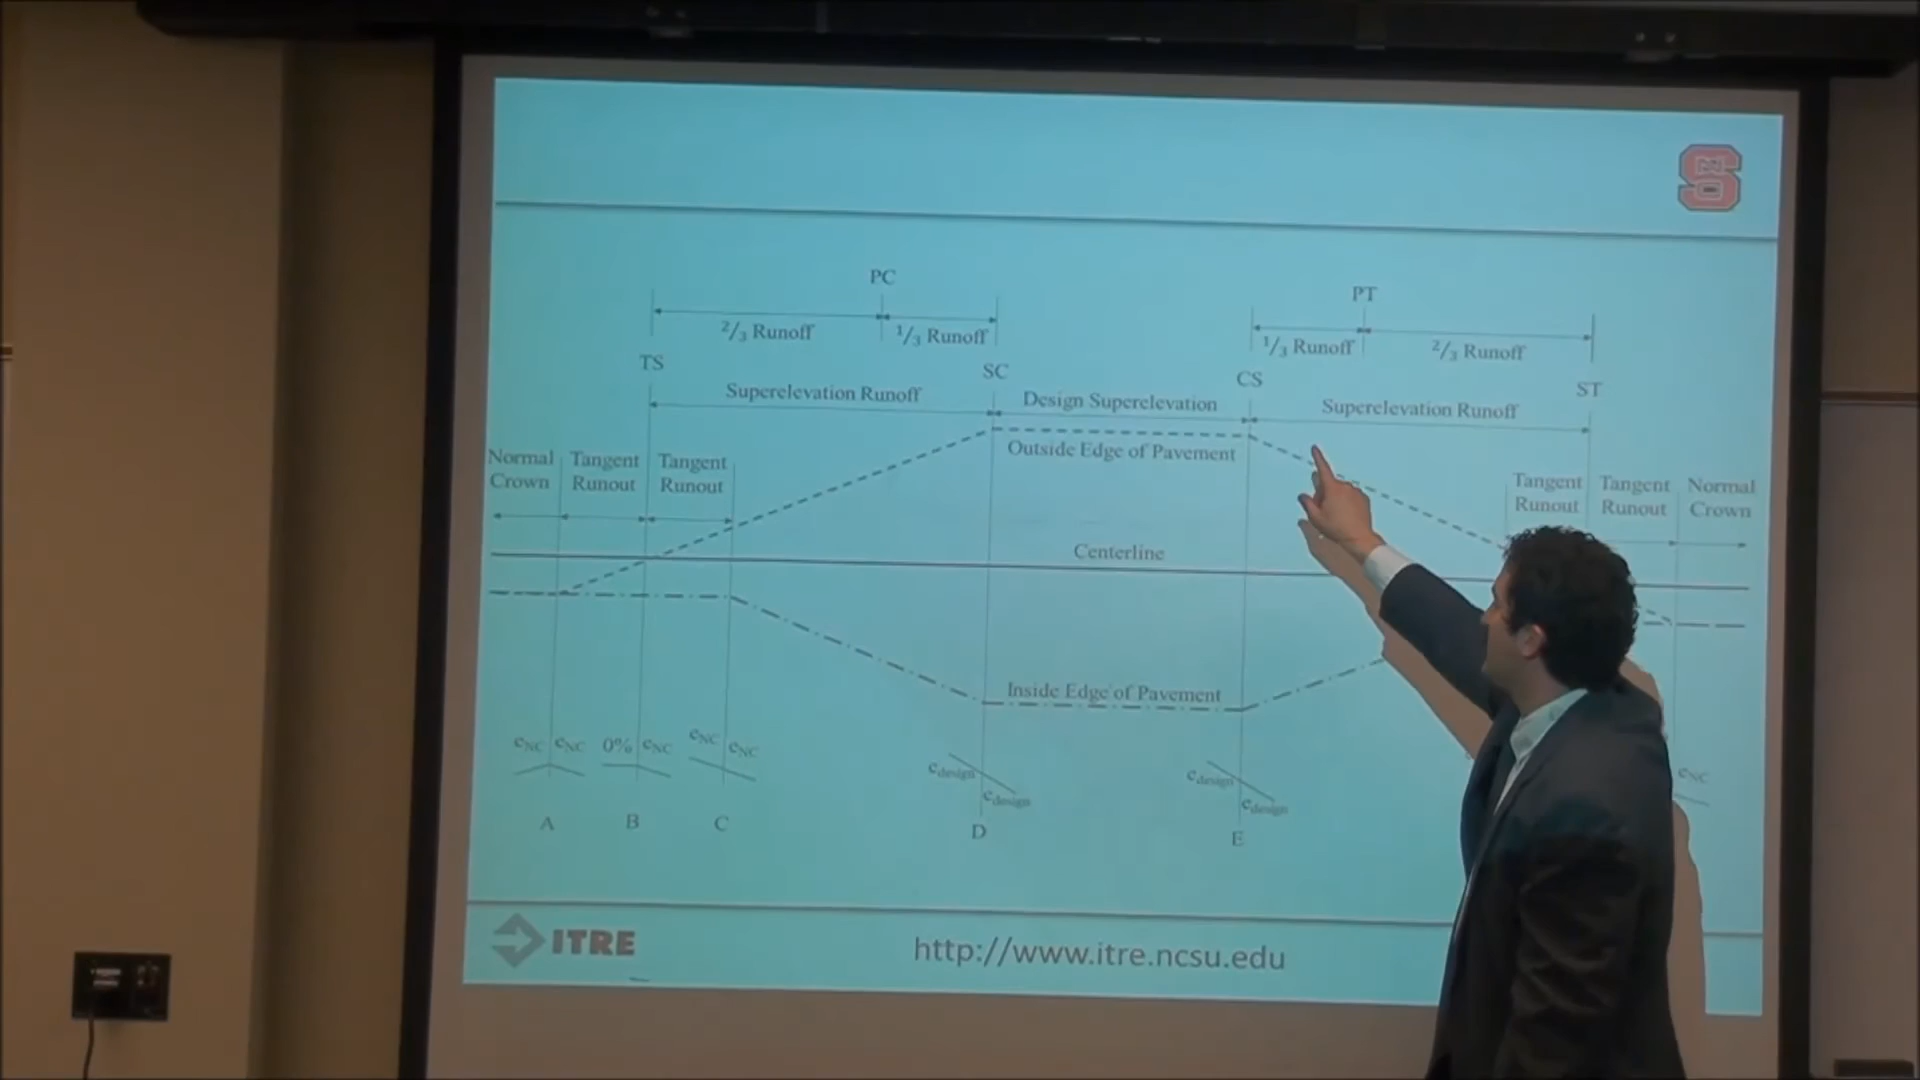 S
PC
PT
2/3 Runoff
1/3 Runoff
1/3 Runoff
2/3 Runoff
TS
SC
CS
ST
Superelevation Runoff
Design Superelevation
Superelevation Runoff
Outside Edge of Pavement
Normal
Crown
Tangent
Runout
Tangent
Runout
Tangent
Runout
Tangent
Runout
Normal
Crown
Centerline
Inside Edge of Pavement
eNC eNC
0% eNC
eNC eNC
edesign
edesign
edesign
edesign
eNC
A
B
C
D
E
ITRE
http://www.itre.ncsu.edu